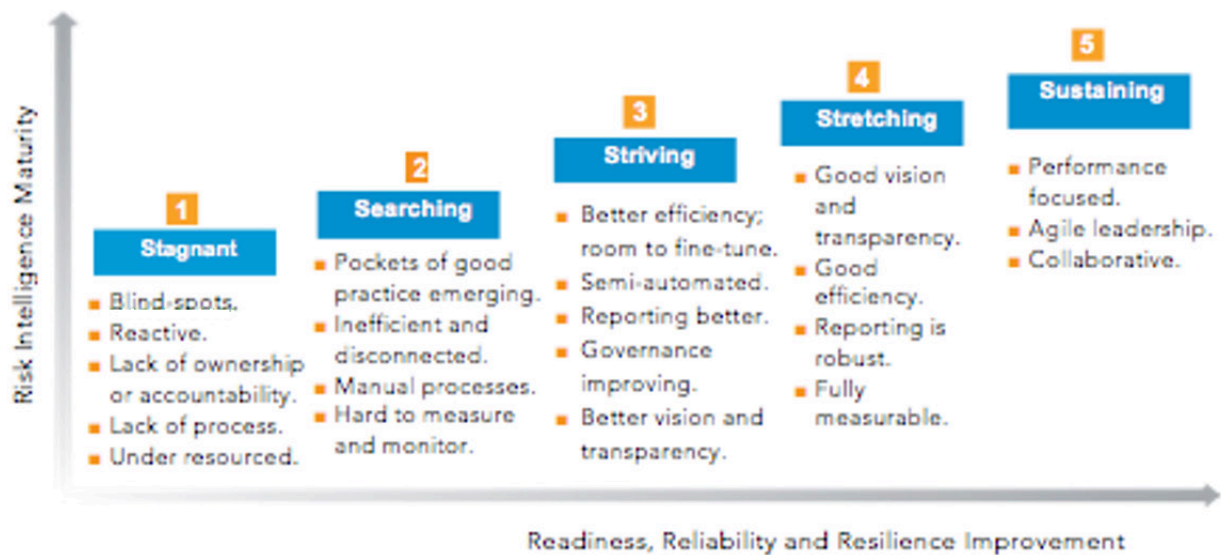 Risk Intelligence Maturity
1
Stagnant
Blind-spots.
Reactive.
Lack of ownership
or accountability.
Lack of process.
Under resourced.
2
Searching
Pockets of good
practice emerging.
Inefficient and
disconnected.
Manual processes.
Hard to measure
and monitor.
3
Striving
Better efficiency;
room to fine-tune.
Semi-automated.
Reporting better.
Governance
improving.
Better vision and
transparency.
4
Stretching
Good vision
and
transparency.
Good
efficiency.
Reporting is
robust.
Fully
measurable.
5
Sustaining
Performance
focused.
Agile leadership.
Collaborative.
Readiness, Reliability and Resilience Improvement